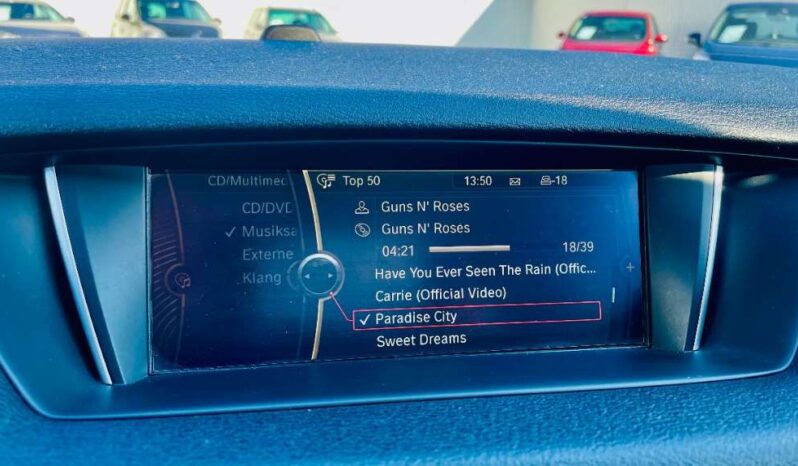 CD/Multimec
Top 50
13:50
-18
CD/DVD
Musiksa
Externe
Klang
Guns N' Roses
Guns N' Roses
04:21
18/39
Have You Ever Seen The Rain (Offic...
Carrie (Official Video)
Paradise City
Sweet Dreams